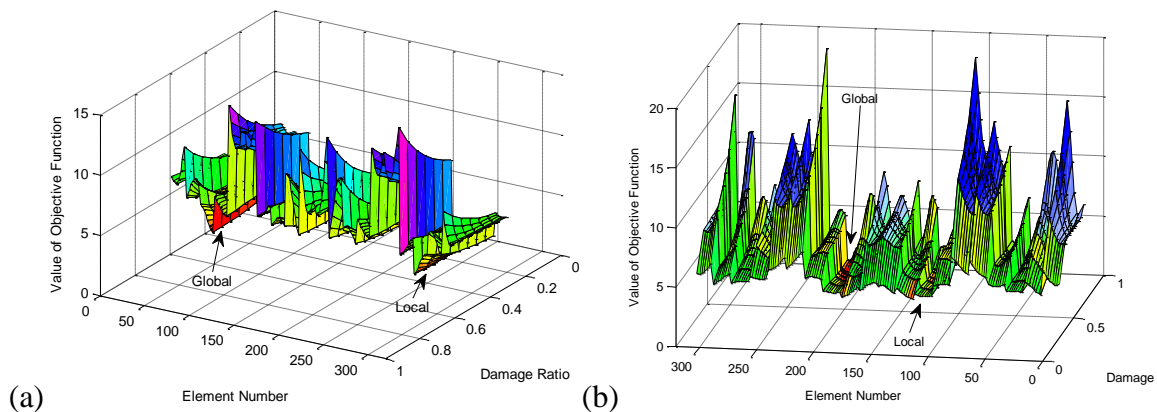 15
10
5
0
Value of Objective Function
0
50
100
150
200
250
300
Element Number
0
0.2
0.4
0.6
0.8
1
Damage Ratio
Global
Local
(a)
20
15
10
5
0
Value of Objective Function
300
250
200
150
100
50
0
Element Number
0
0.5
1
Damage
Global
Local
(b)